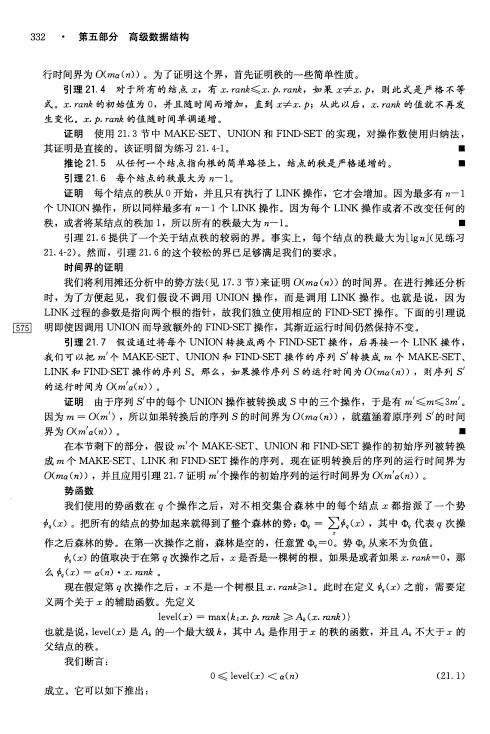 332 · 第五部分 高级数据结构
行时间界为 O(mα(n))。为了证明这个界，首先证明秩的一些简单性质。
引理 21.4 对于所有的结点 x，有 x.rank≤x.p.rank，如果 x≠x.p，则此式是严格不等
式。x.rank 的初始值为 0，并且随时间而增加，直到 x≠x.p；从此以后，x.rank 的值就不再发
生变化。x.p.rank 的值随时间单调递增。
证明 使用 21.3 节中 MAKE-SET、UNION 和 FIND-SET 的实现，对操作数使用归纳法，
其证明是直接的。该证明留为练习 21.4-1。 ■
推论 21.5 从任何一个结点指向根的简单路径上，结点的秩是严格递增的。 ■
引理 21.6 每个结点的秩最大为 n－1。
证明 每个结点的秩从 0 开始，并且只有执行了 LINK 操作，它才会增加。因为最多有 n－1
个 UNION 操作，所以同样最多有 n－1 个 LINK 操作。因为每个 LINK 操作或者不改变任何的
秩，或者将某结点的秩加 1，所以所有的秩最大为 n－1。 ■
引理 21.6 提供了一个关于结点秩的较弱的界。事实上，每个结点的秩最大为⌊lg n⌋(见练习
21.4-2)。然而，引理 21.6 的这个较松的界已足够满足我们的要求。
时间界的证明
我们将利用摊还分析中的势方法(见 17.3 节)来证明 O(mα(n)) 的时间界。在进行摊还分析
时，为了方便起见，我们假设不调用 UNION 操作，而是调用 LINK 操作。也就是说，因为
LINK 过程的参数是指向两个根的指针，故我们独立使用相应的 FIND-SET 操作。下面的引理说
575 明即使因调用 UNION 而导致额外的 FIND-SET 操作，其渐近运行时间仍然保持不变。
引理 21.7 假设通过将每个 UNION 转换成两个 FIND-SET 操作，后再接一个 LINK 操作，
我们可以把 m′个 MAKE-SET、UNION 和 FIND-SET 操作的序列 S′转换成 m 个 MAKE-SET、
LINK 和 FIND-SET 操作的序列 S。那么，如果操作序列 S 的运行时间为 O(mα(n))，则序列 S′
的运行时间为 O(m′α(n))。
证明 由于序列 S′中的每个 UNION 操作被转换成 S 中的三个操作，于是有 m′≤m≤3m′。
因为 m = O(m′)，所以如果转换后的序列 S 的时间界为 O(mα(n))，就蕴涵着原序列 S′的时间
界为 O(m′α(n))。 ■
在本节剩下的部分，假设 m′个 MAKE-SET、UNION 和 FIND-SET 操作的初始序列被转换
成 m 个 MAKE-SET、LINK 和 FIND-SET 操作的序列。现在证明转换后的序列的运行时间界为
O(mα(n))，并且应用引理 21.7 证明 m′个操作的初始序列的运行时间为 O(m′α(n))。
势函数
我们使用的势函数在 q 个操作之后，对不相交集合森林中的每个结点 x 都指派了一个势
ϕq(x)。把所有的结点的势加起来就得到了整个森林的势：Φq = ∑x ϕq(x)，其中 Φq 代表 q 次操
作之后森林的势。在第一次操作之前，森林是空的，任意置 Φ0=0。势 Φq 从来不为负值。
ϕq(x) 的值取决于在第 q 次操作之后，x 是否是一棵树的根。如果是或者如果 x.rank=0，那
么 ϕq(x) = α(n)·x.rank。
现在假定第 q 次操作之后，x 不是一个树根且 x.rank≥1。此时在定义 ϕq(x) 之前，需要定
义两个关于 x 的辅助函数。先定义
level(x) = max{k:x.p.rank ≥ Ak(x.rank)}
也就是说，level(x) 是 Ak 的一个最大级 k，其中 Ak 是作用于 x 的秩的函数，并且 Ak 不大于 x 的
父结点的秩。
我们断言：
0 ≤ level(x) < α(n) (21.1)
成立。它可以如下推出：